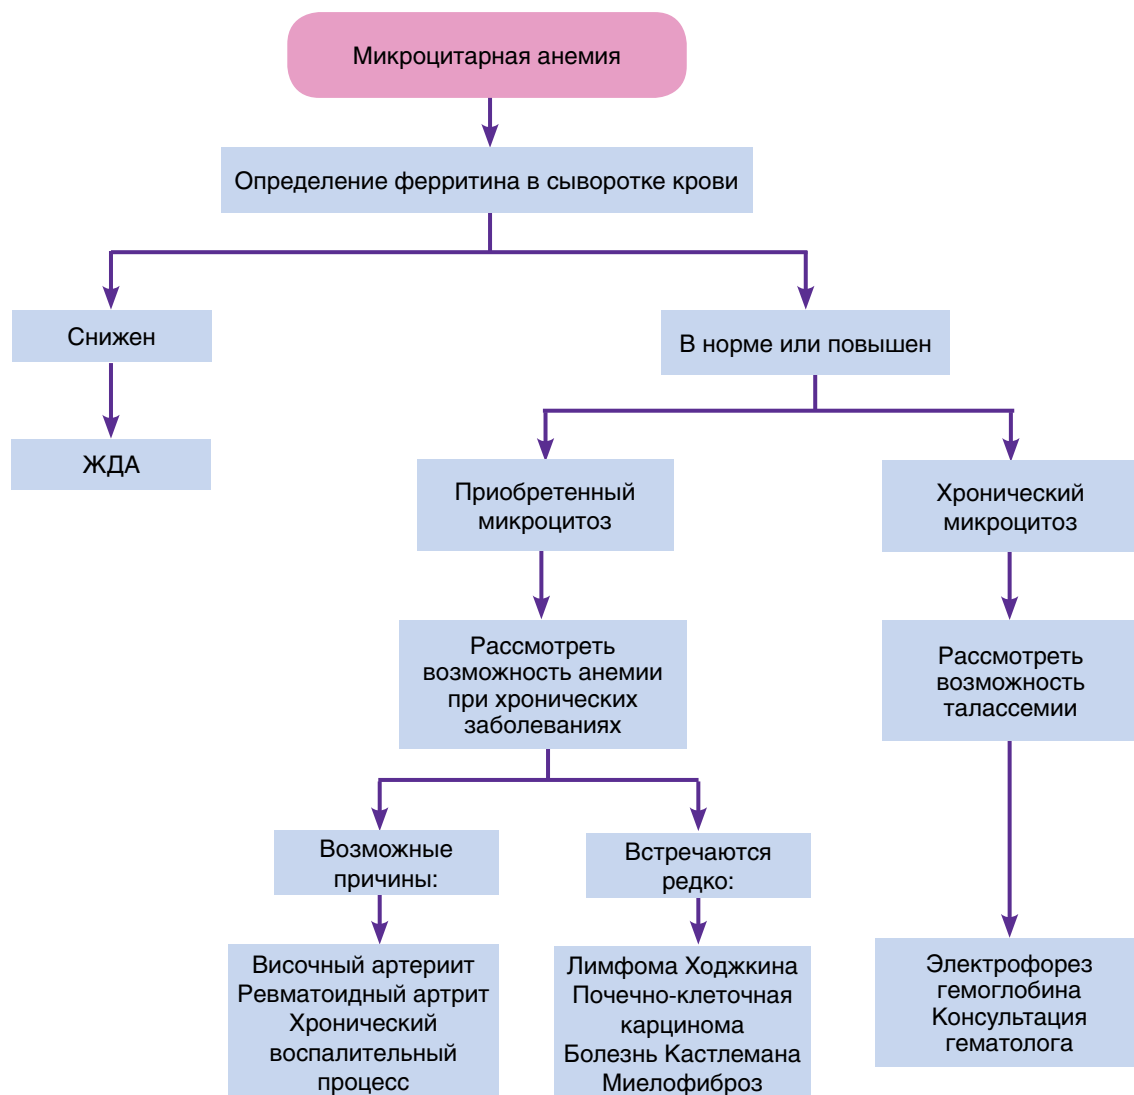 Микроцитарная анемия
Определение ферритина в сыворотке крови
Снижен
В норме или повышен
ЖДА
Приобретенный
микроцитоз
Хронический
микроцитоз
Рассмотреть
возможность анемии
при хронических
заболеваниях
Рассмотреть
возможность
талассемии
Возможные
причины:
Встречаются
редко:
Височный артериит
Ревматоидный артрит
Хронический
воспалительный
процесс
Лимфома Ходжкина
Почечно-клеточная
карцинома
Болезнь Кастлемана
Миелофиброз
Электрофорез
гемоглобина
Консультация
гематолога